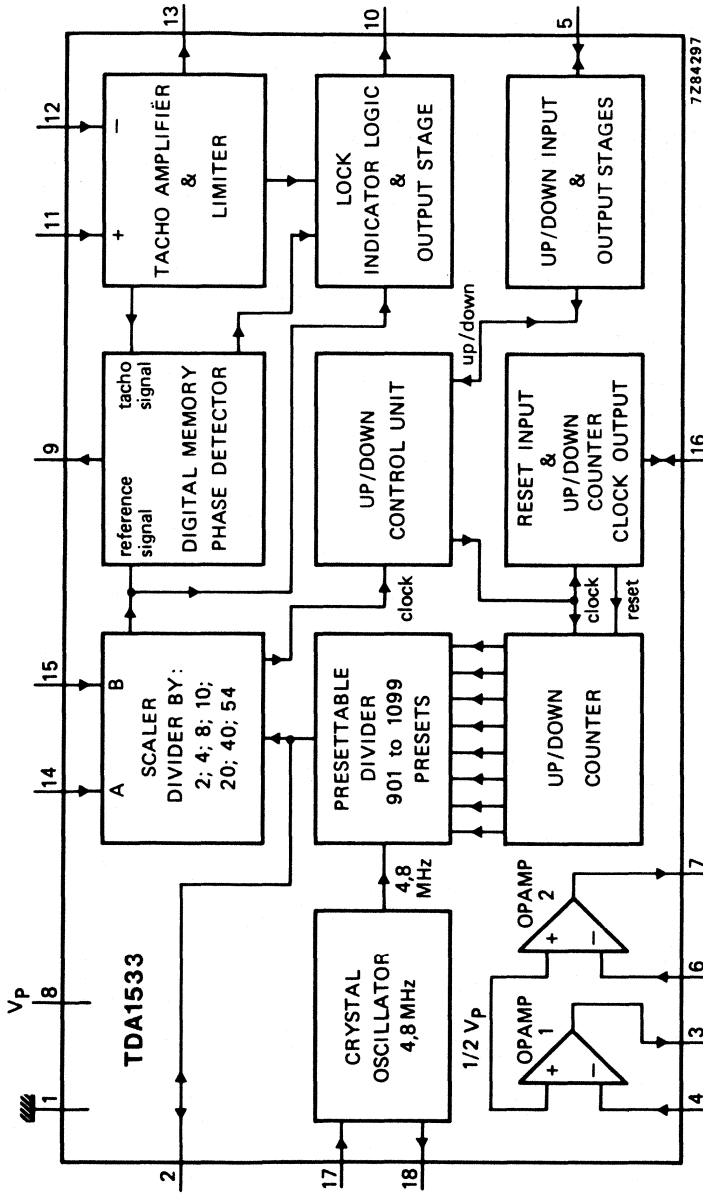 1
8
VP
14
15
9
11
12
13
TDA1533
2
A
B
SCALER
DIVIDER BY:
2; 4; 8; 10;
20; 40; 54
reference
signal
tacho
signal
DIGITAL MEMORY
PHASE DETECTOR
+
−
TACHO AMPLIFIËR
&
LIMITER
17
18
CRYSTAL
OSCILLATOR
4,8 MHz
4,8
MHz
PRESETTABLE
DIVIDER
901 to 1099
PRESETS
clock
UP/DOWN
CONTROL UNIT
LOCK
INDICATOR LOGIC
&
OUTPUT STAGE
10
up/down
1/2 VP
OPAMP
1
+
−
OPAMP
2
+
−
UP/DOWN
COUNTER
clock
reset
RESET INPUT
&
UP/DOWN
COUNTER
CLOCK OUTPUT
UP/DOWN INPUT
&
OUTPUT STAGES
5
4
3
6
7
16
7Z84297